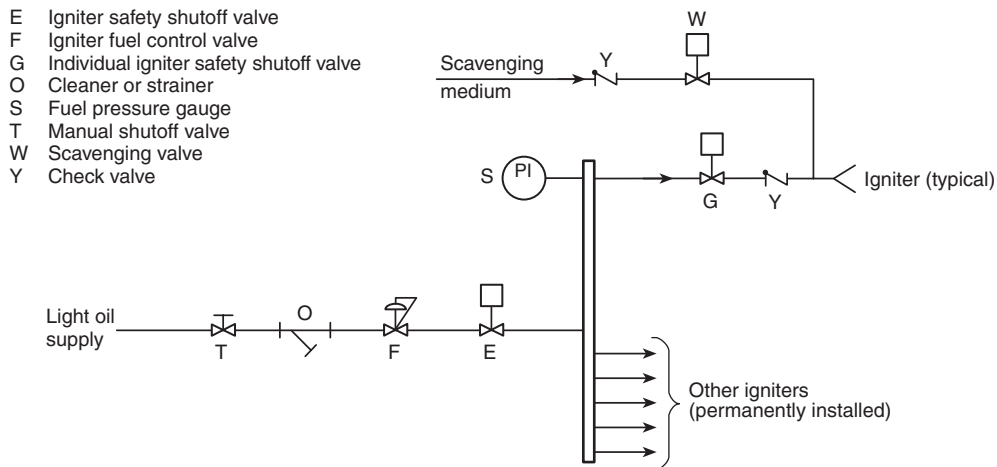 E Igniter safety shutoff valve
F Igniter fuel control valve
G Individual igniter safety shutoff valve
O Cleaner or strainer
S Fuel pressure gauge
T Manual shutoff valve
W Scavenging valve
Y Check valve
W
Y
Scavenging
medium
S
PI
G
Y
Igniter (typical)
Light oil
supply
T
O
F
E
Other igniters
(permanently installed)